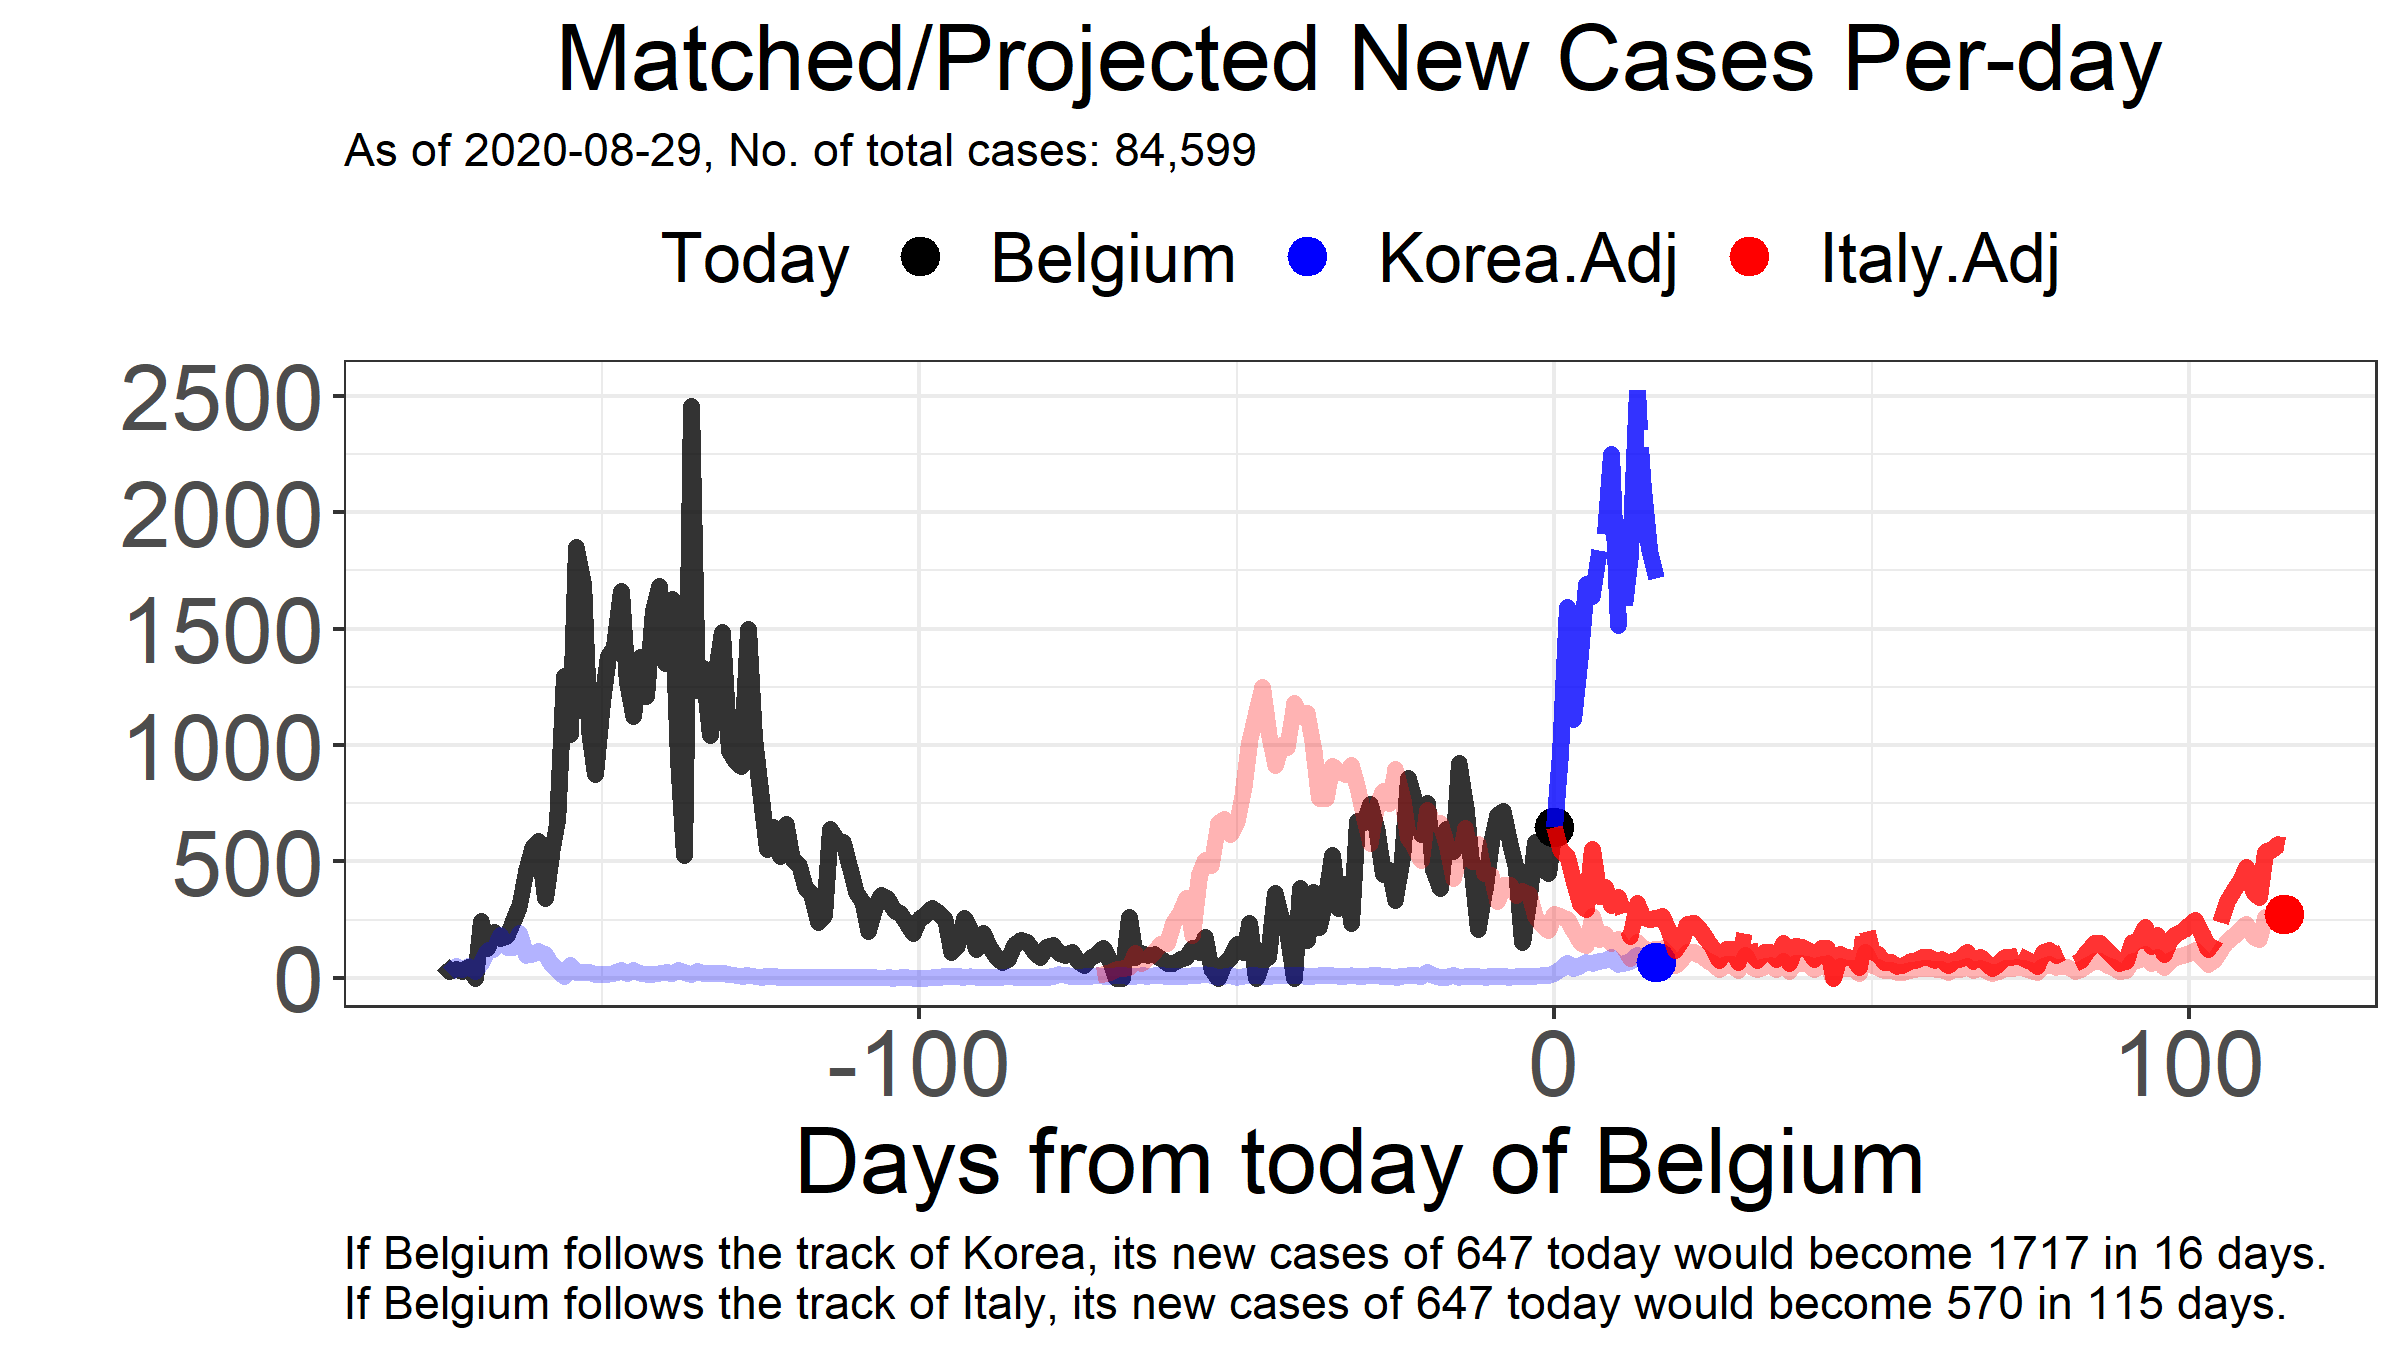 Matched/Projected New Cases Per-day
As of 2020-08-29, No. of total cases: 84,599
Today Belgium Korea.Adj Italy.Adj
2500
2000
1500
1000
500
0
-100 0 100
Days from today of Belgium
If Belgium follows the track of Korea, its new cases of 647 today would become 1717 in 16 days.
If Belgium follows the track of Italy, its new cases of 647 today would become 570 in 115 days.